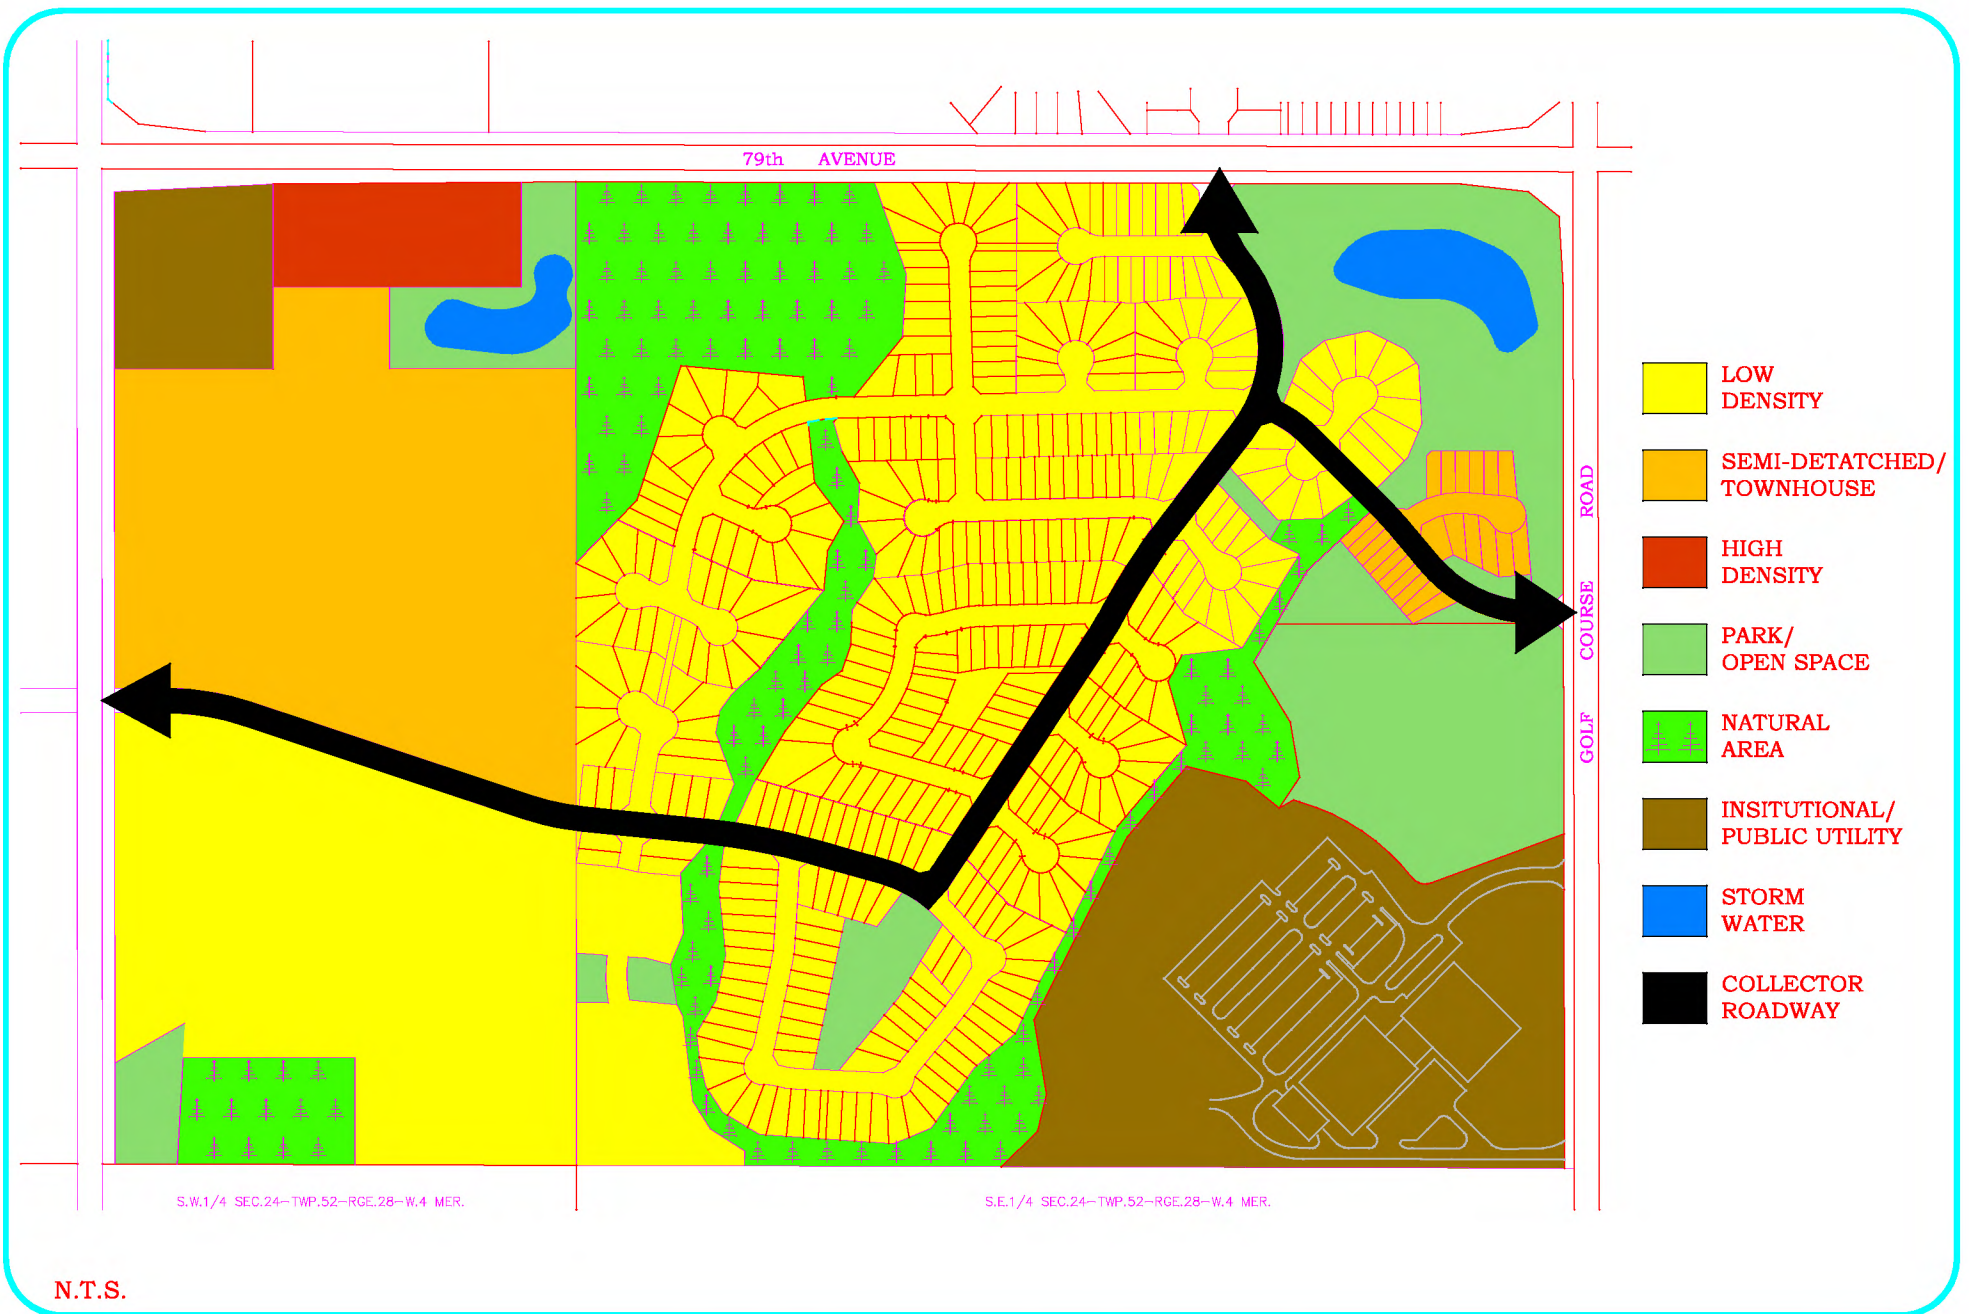 79th AVENUE
GOLF COURSE ROAD
LOW
DENSITY
SEMI-DETATCHED/
TOWNHOUSE
HIGH
DENSITY
PARK/
OPEN SPACE
NATURAL
AREA
INSITUTIONAL/
PUBLIC UTILITY
STORM
WATER
COLLECTOR
ROADWAY
S.W.1/4 SEC.24-TWP.52-RGE.28-W.4 MER.
S.E.1/4 SEC.24-TWP.52-RGE.28-W.4 MER.
N.T.S.